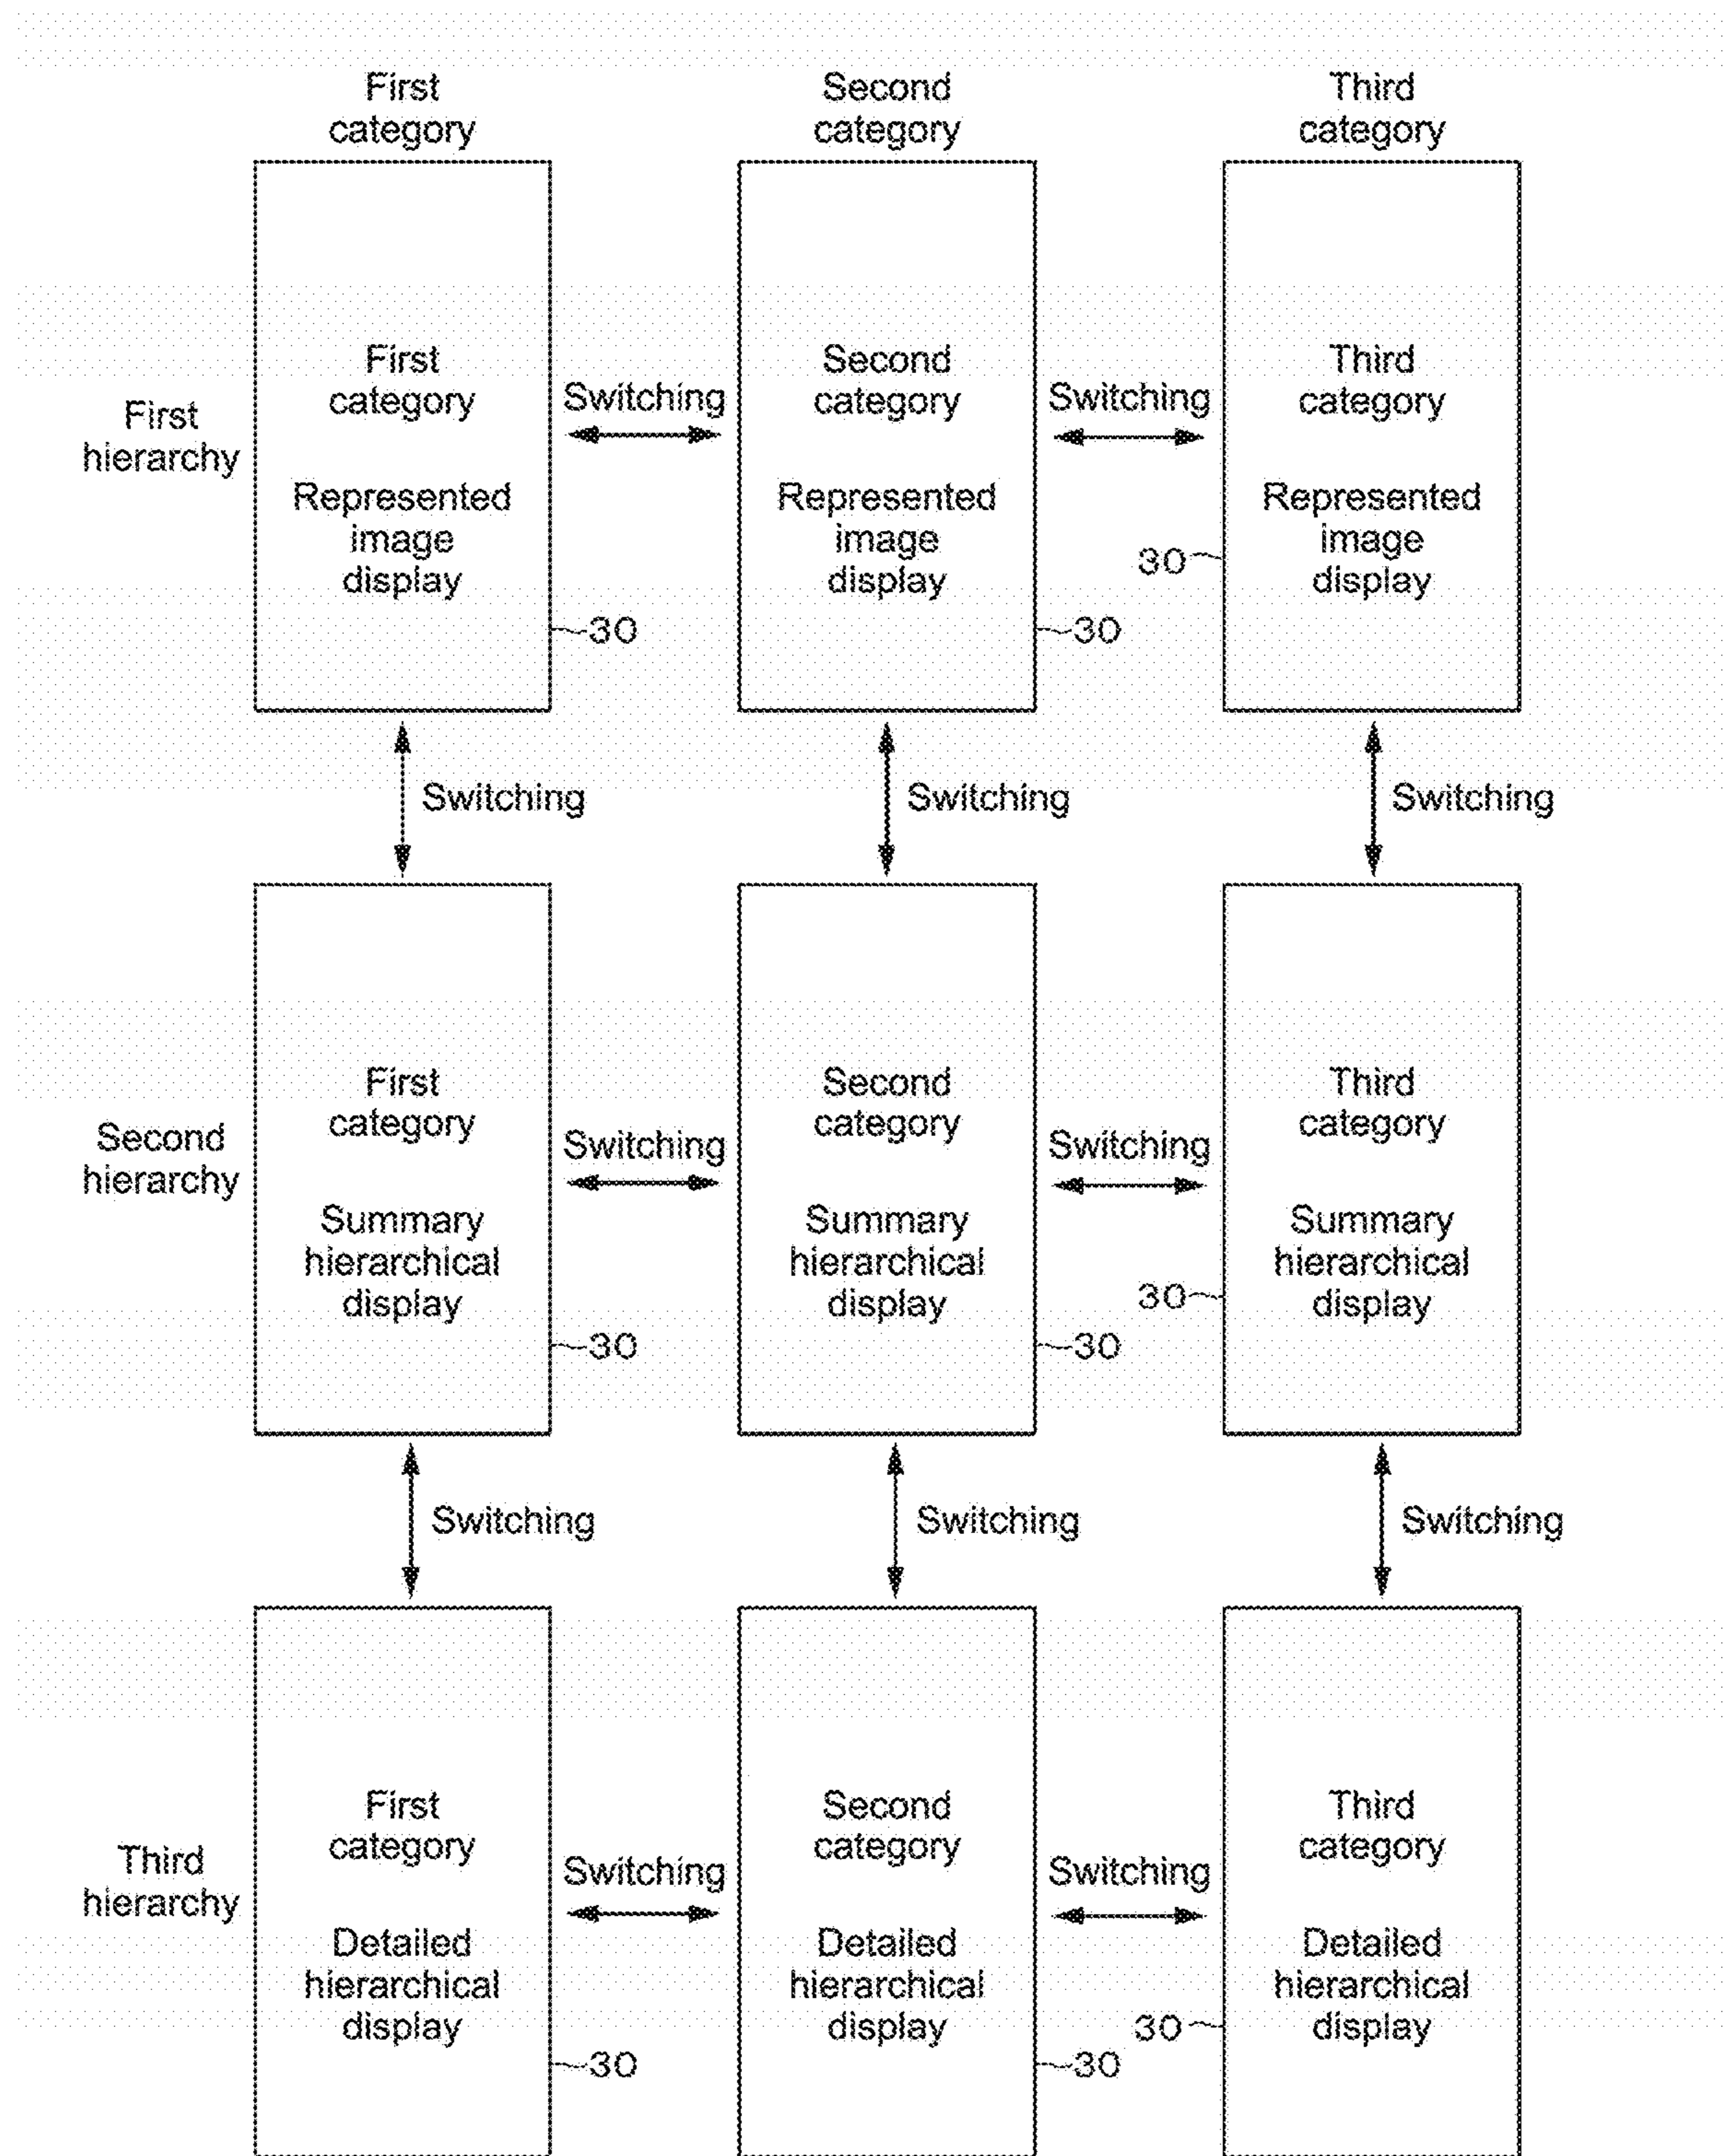 First
category
Second
category
Third
category
First
hierarchy
First
category
Represented
image
display
30
Switching
Second
category
Represented
image
display
30
Switching
Third
category
Represented
image
display
30
Switching
Switching
Switching
Second
hierarchy
First
category
Summary
hierarchical
display
30
Switching
Second
category
Summary
hierarchical
display
30
Switching
Third
category
Summary
hierarchical
display
30
Switching
Switching
Switching
Third
hierarchy
First
category
Detailed
hierarchical
display
30
Switching
Second
category
Detailed
hierarchical
display
30
Switching
Third
category
Detailed
hierarchical
display
30